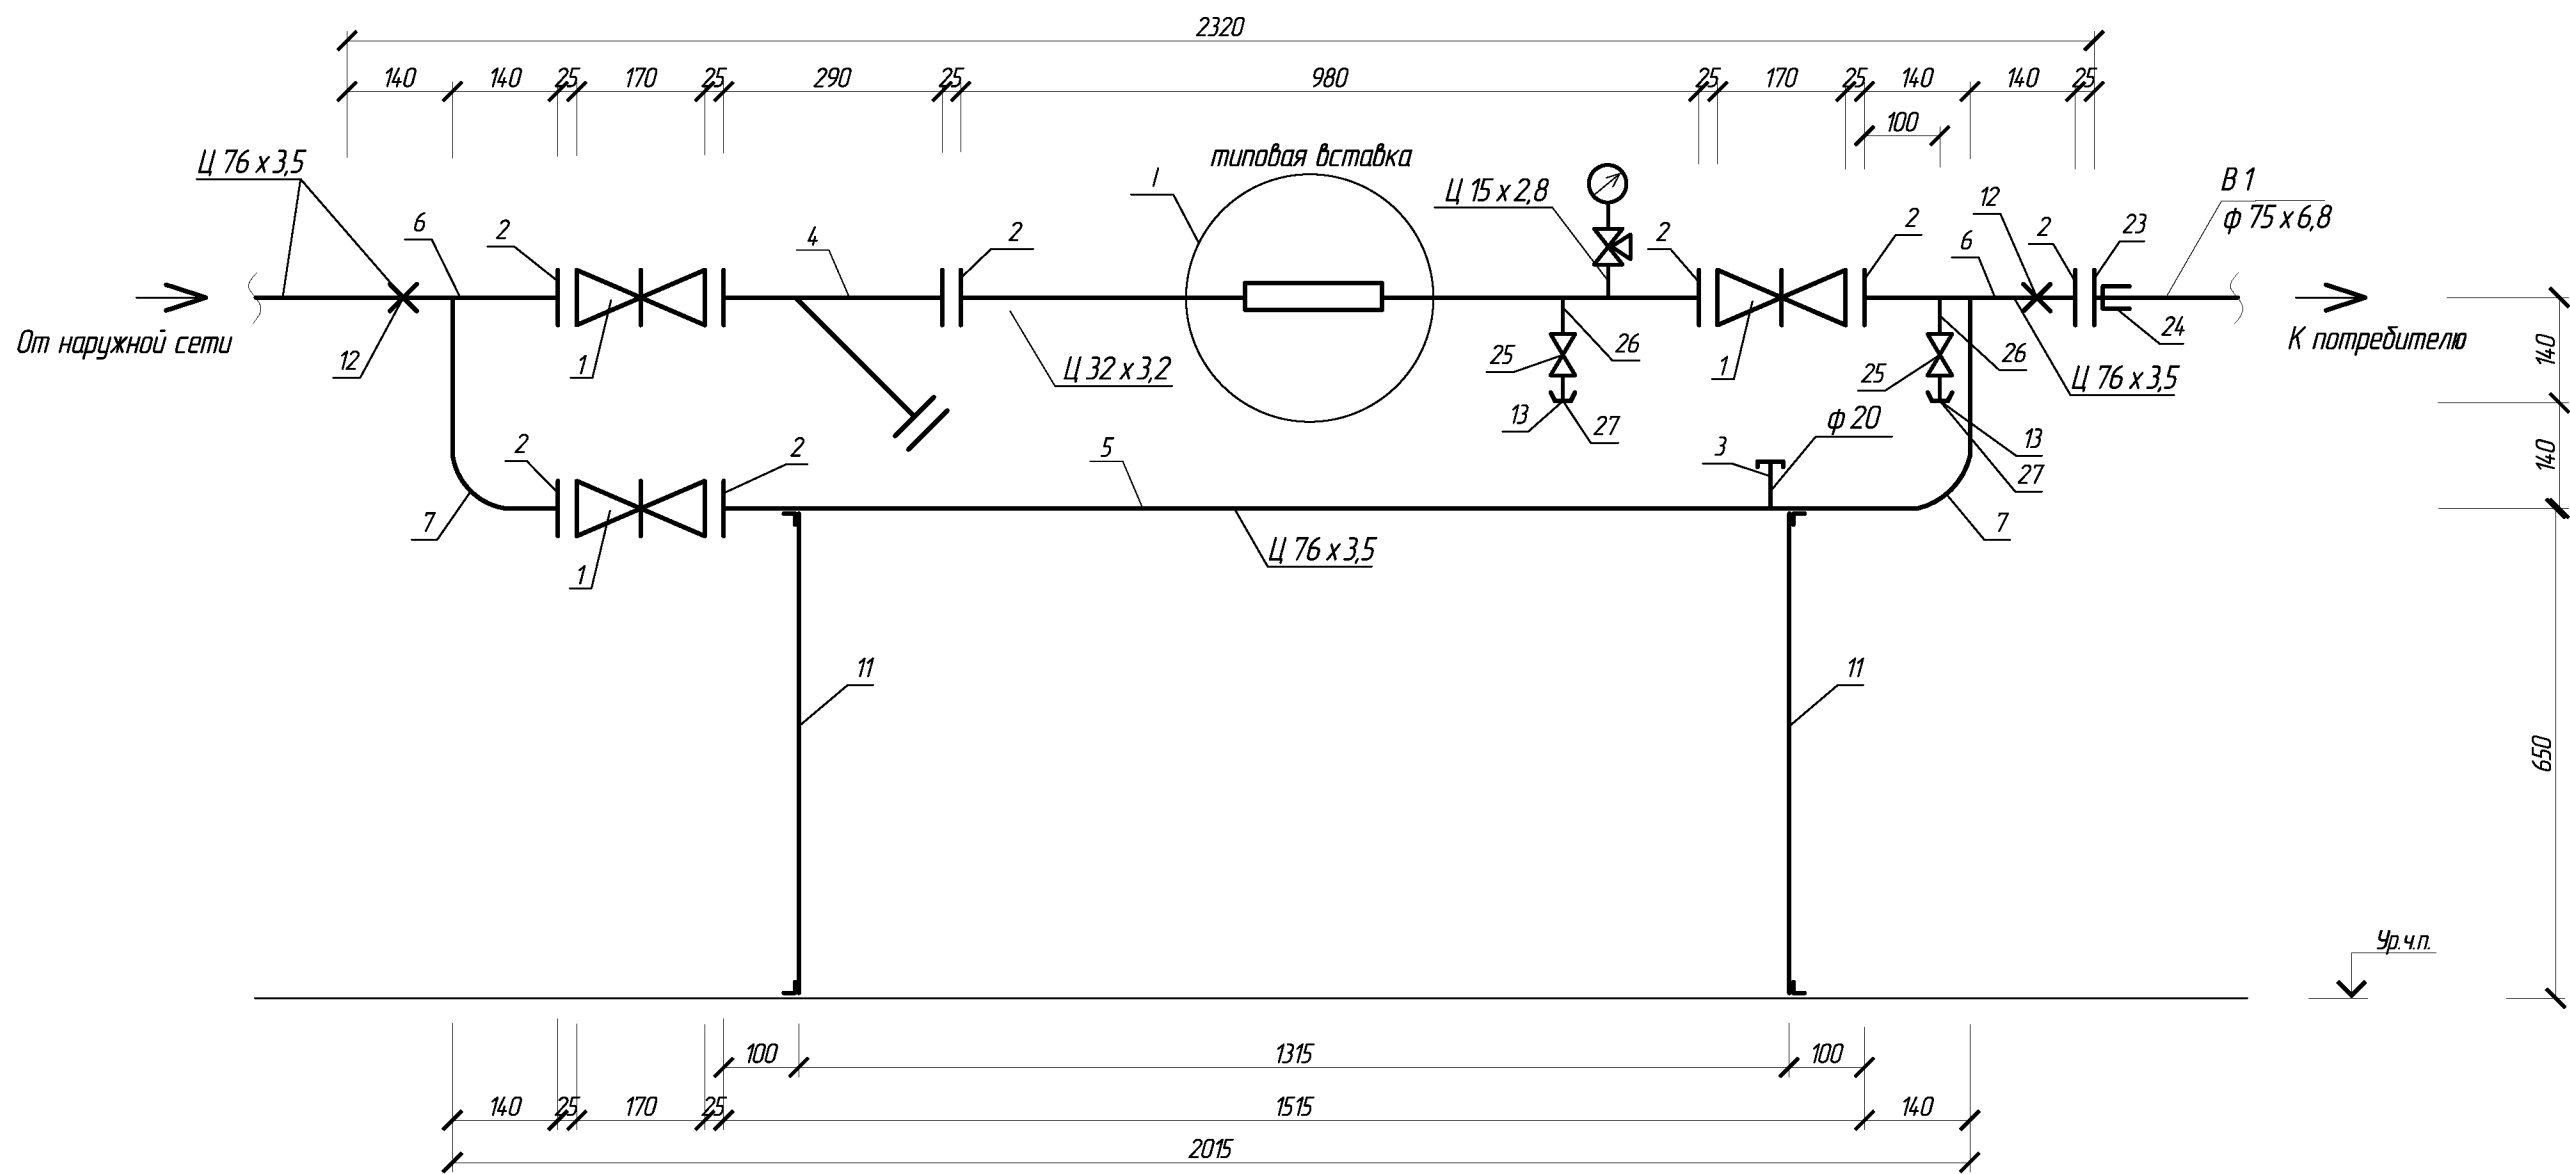 2320
140 140 25 170 25 290 25 980 25 170 25 140 140 25
100
типовая вставка
Ц 76 х 3,5
I
Ц 15 х 2,8
В 1
ф 75 х 6,8
12
6
2
4
2
2
2
6
2
23
От наружной сети
К потребителю
12
1
Ц 32 х 3,2
25
26
1
25
26
24
Ц 76 х 3,5
140
13
27
ф 20
13
27
2
2
5
3
140
7
1
Ц 76 х 3,5
7
11
11
650
Ур.ч.п.
100 1315 100
140 25 170 25 1515 140
2015